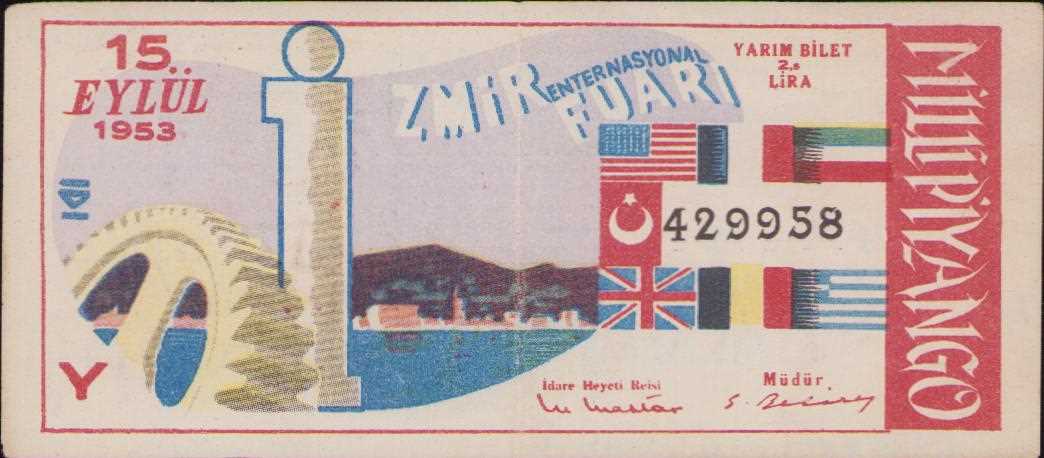 15
EYLÜL
1953
İZMİR
ENTERNASYONAL
FUARI
YARIM BİLET
2,5
LİRA
MİLLİ PİYANGO
429958
Y
İdare Heyeti Reisi
Müdür